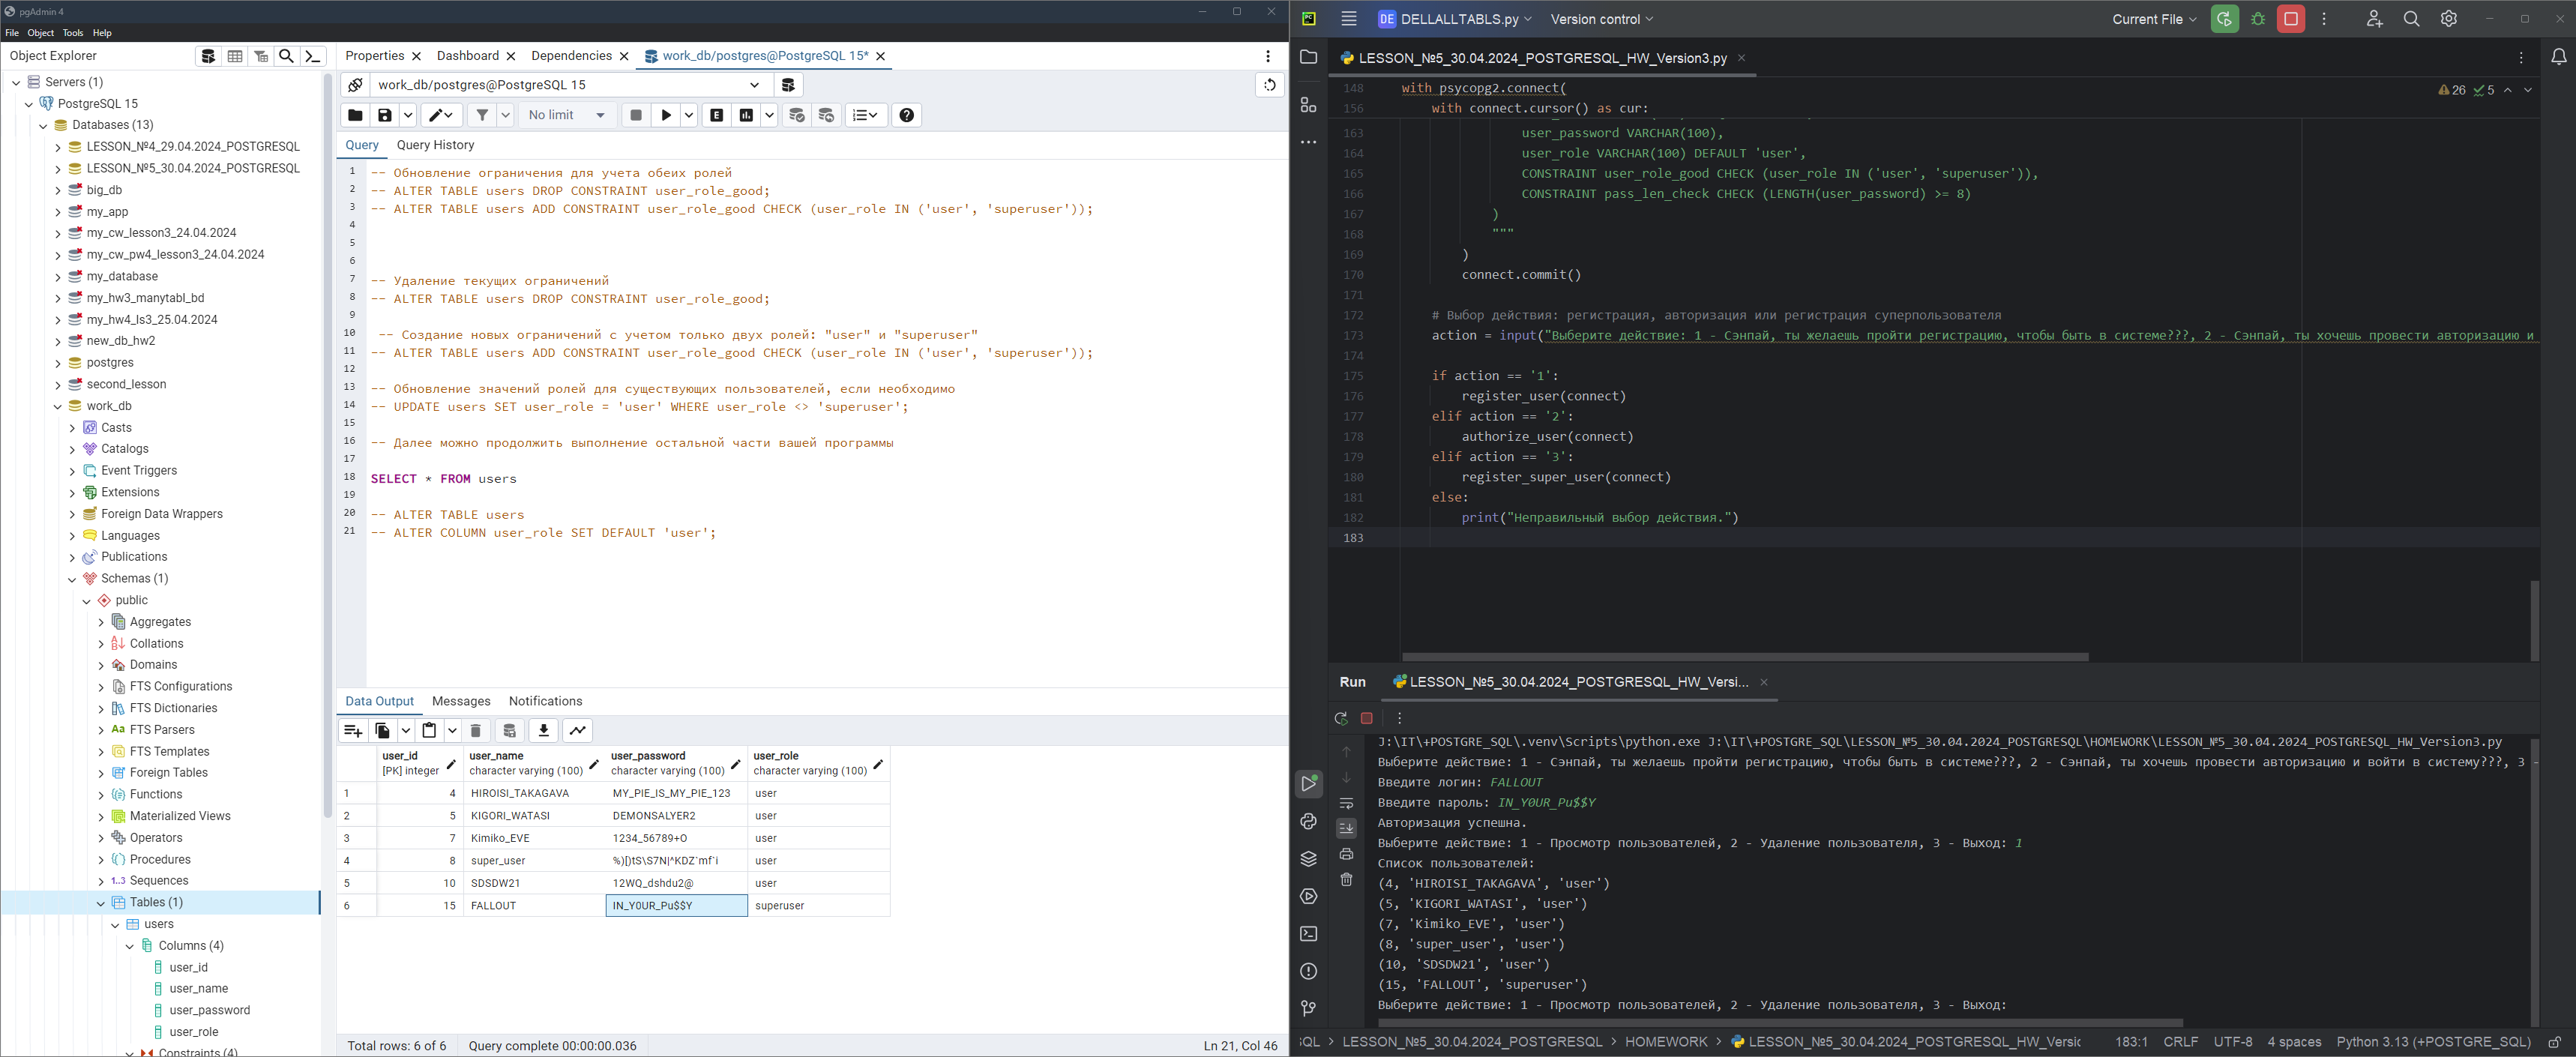 pgAdmin 4
File Object Tools Help
Object Explorer
Servers (1)
PostgreSQL 15
Databases (13)
LESSON_№4_29.04.2024_POSTGRESQL
LESSON_№5_30.04.2024_POSTGRESQL
big_db
my_app
my_cw_lesson3_24.04.2024
my_cw_pw4_lesson3_24.04.2024
my_database
my_hw3_manytabl_bd
my_hw4_ls3_25.04.2024
new_db_hw2
postgres
second_lesson
work_db
Casts
Catalogs
Event Triggers
Extensions
Foreign Data Wrappers
Languages
Publications
Schemas (1)
public
Aggregates
Collations
Domains
FTS Configurations
FTS Dictionaries
Aa FTS Parsers
FTS Templates
Foreign Tables
Functions
Materialized Views
Operators
Procedures
1..3 Sequences
Tables (1)
users
Columns (4)
user_id
user_name
user_password
user_role
Constraints (4)
Properties Dashboard Dependencies work_db/postgres@PostgreSQL 15*
work_db/postgres@PostgreSQL 15
No limit E
Query Query History
1 -- Обновление ограничения для учета обеих ролей
2 -- ALTER TABLE users DROP CONSTRAINT user_role_good;
3 -- ALTER TABLE users ADD CONSTRAINT user_role_good CHECK (user_role IN ('user', 'superuser'));
4
5
6
7 -- Удаление текущих ограничений
8 -- ALTER TABLE users DROP CONSTRAINT user_role_good;
9
10 -- Создание новых ограничений с учетом только двух ролей: "user" и "superuser"
11 -- ALTER TABLE users ADD CONSTRAINT user_role_good CHECK (user_role IN ('user', 'superuser'));
12
13 -- Обновление значений ролей для существующих пользователей, если необходимо
14 -- UPDATE users SET user_role = 'user' WHERE user_role <> 'superuser';
15
16 -- Далее можно продолжить выполнение остальной части вашей программы
17
18 SELECT * FROM users
19
20 -- ALTER TABLE users
21 -- ALTER COLUMN user_role SET DEFAULT 'user';
Data Output Messages Notifications
user_id user_name user_password user_role
[PK] integer character varying (100) character varying (100) character varying (100)
1 4 HIROISI_TAKAGAVA MY_PIE_IS_MY_PIE_123 user
2 5 KIGORI_WATASI DEMONSALYER2 user
3 7 Kimiko_EVE 1234_56789+O user
4 8 super_user %)[)tS\S7N|^KDZ`mf`i user
5 10 SDSDW21 12WQ_dshdu2@ user
6 15 FALLOUT IN_Y0UR_Pu$$Y superuser
Total rows: 6 of 6 Query complete 00:00:00.036 Ln 21, Col 46
PC DE DELLALLTABLS.py Version control Current File
LESSON_№5_30.04.2024_POSTGRESQL_HW_Version3.py
26 5
148 with psycopg2.connect(
156 with connect.cursor() as cur:
163 user_password VARCHAR(100),
164 user_role VARCHAR(100) DEFAULT 'user',
165 CONSTRAINT user_role_good CHECK (user_role IN ('user', 'superuser')),
166 CONSTRAINT pass_len_check CHECK (LENGTH(user_password) >= 8)
167 )
168 """
169 )
170 connect.commit()
171
172 # Выбор действия: регистрация, авторизация или регистрация суперпользователя
173 action = input("Выберите действие: 1 - Сэнпай, ты желаешь пройти регистрацию, чтобы быть в системе???, 2 - Сэнпай, ты хочешь провести авторизацию и
174
175 if action == '1':
176 register_user(connect)
177 elif action == '2':
178 authorize_user(connect)
179 elif action == '3':
180 register_super_user(connect)
181 else:
182 print("Неправильный выбор действия.")
183
Run LESSON_№5_30.04.2024_POSTGRESQL_HW_Versi...
J:\IT\+POSTGRE_SQL\.venv\Scripts\python.exe J:\IT\+POSTGRE_SQL\LESSON_№5_30.04.2024_POSTGRESQL\HOMEWORK\LESSON_№5_30.04.2024_POSTGRESQL_HW_Version3.py
Выберите действие: 1 - Сэнпай, ты желаешь пройти регистрацию, чтобы быть в системе???, 2 - Сэнпай, ты хочешь провести авторизацию и войти в систему???, 3 -
Введите логин: FALLOUT
Введите пароль: IN_Y0UR_Pu$$Y
Авторизация успешна.
Выберите действие: 1 - Просмотр пользователей, 2 - Удаление пользователя, 3 - Выход: 1
Список пользователей:
(4, 'HIROISI_TAKAGAVA', 'user')
(5, 'KIGORI_WATASI', 'user')
(7, 'Kimiko_EVE', 'user')
(8, 'super_user', 'user')
(10, 'SDSDW21', 'user')
(15, 'FALLOUT', 'superuser')
Выберите действие: 1 - Просмотр пользователей, 2 - Удаление пользователя, 3 - Выход:
SQL > LESSON_№5_30.04.2024_POSTGRESQL > HOMEWORK > LESSON_№5_30.04.2024_POSTGRESQL_HW_Versic 183:1 CRLF UTF-8 4 spaces Python 3.13 (+POSTGRE_SQL)